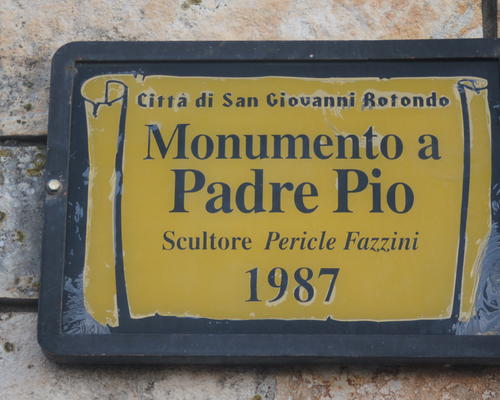 Città di San Giovanni Rotondo
Monumento a
Padre Pio
Scultore Pericle Fazzini
1987